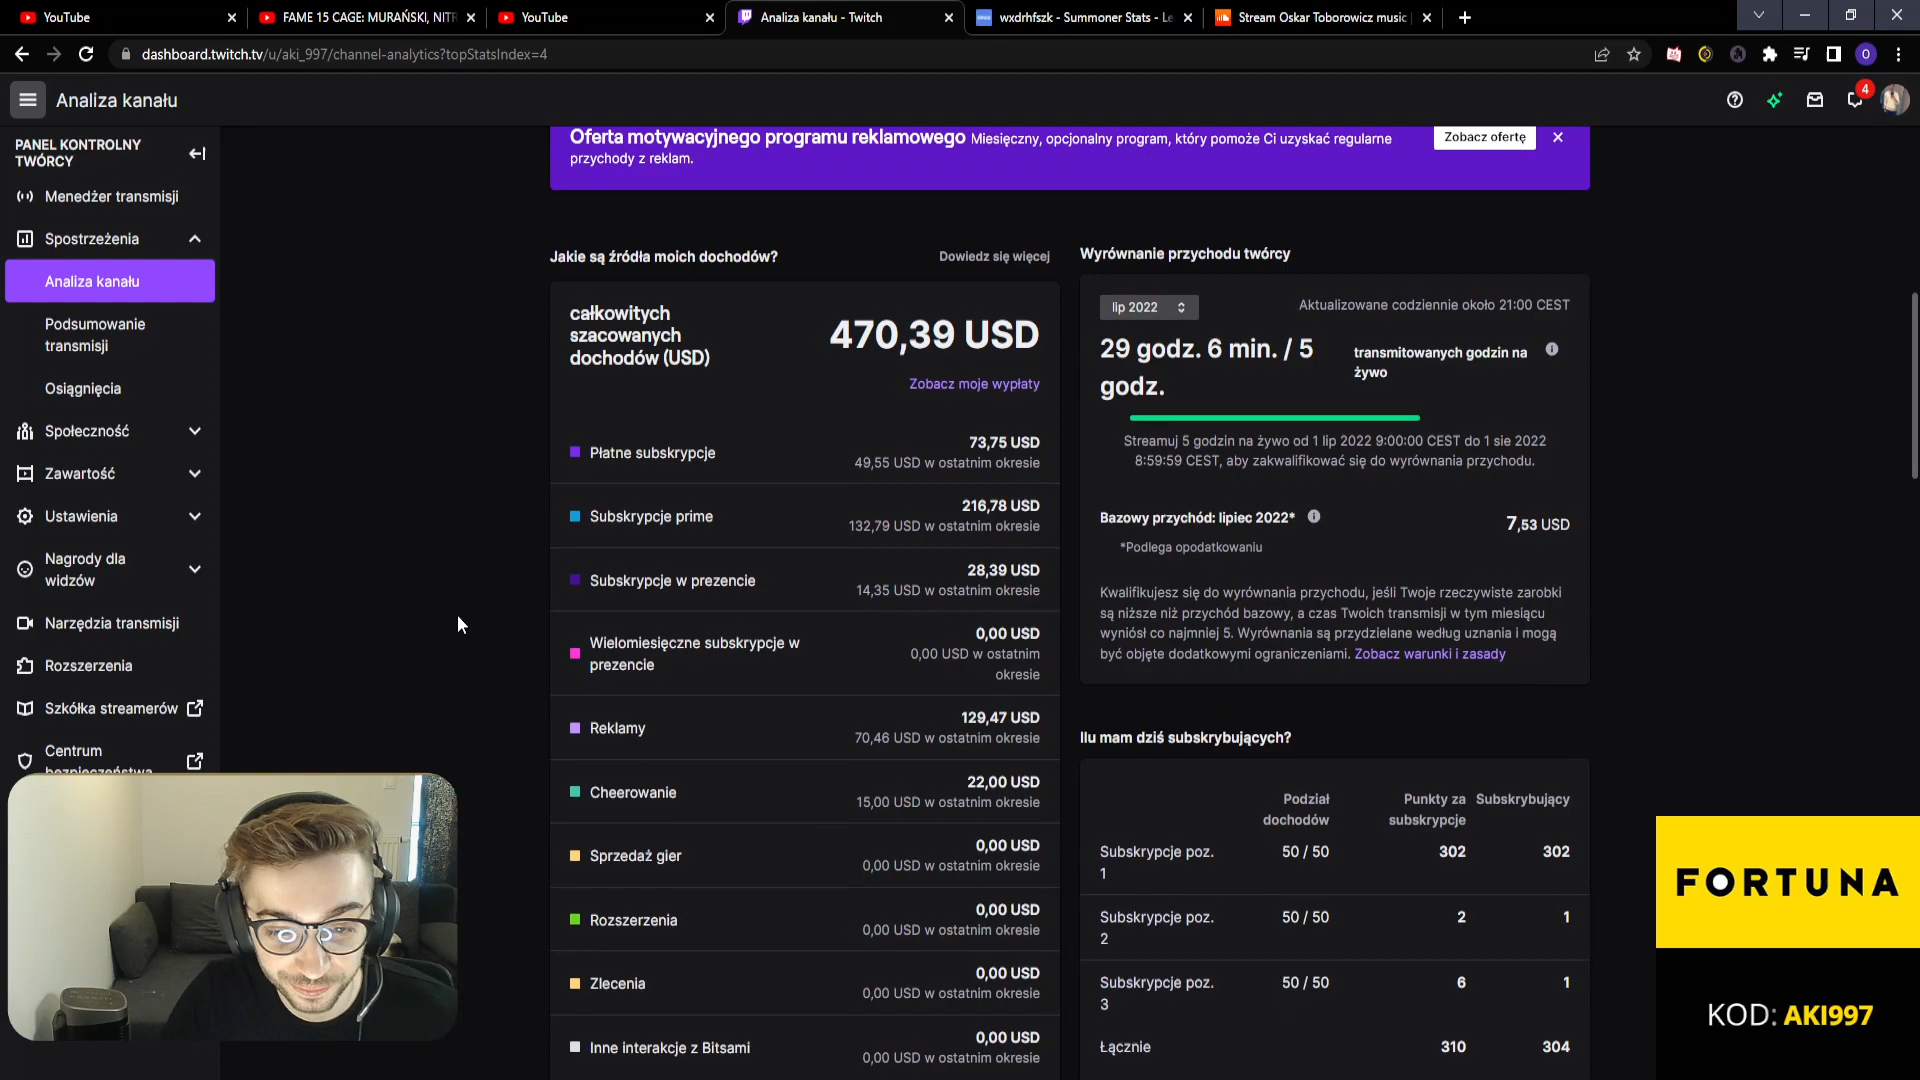 YouTube
FAME 15 CAGE: MURAŃSKI, NITR
YouTube
Analiza kanału - Twitch
wxdrhfszk - Summoner Stats - Le
Stream Oskar Toborowicz music
dashboard.twitch.tv/u/aki_997/channel-analytics?topStatsIndex=4
O
Analiza kanału
4
PANEL KONTROLNY
TWÓRCY
Menedżer transmisji
Spostrzeżenia
Analiza kanału
Podsumowanie
transmisji
Osiągnięcia
Społeczność
Zawartość
Ustawienia
Nagrody dla
widzów
Narzędzia transmisji
Rozszerzenia
Szkółka streamerów
Centrum
bezpieczeństwa
Oferta motywacyjnego programu reklamowego Miesięczny, opcjonalny program, który pomoże Ci uzyskać regularne
przychody z reklam.
Zobacz ofertę
Jakie są źródła moich dochodów?
Dowiedz się więcej
całkowitych
szacowanych
dochodów (USD)
470,39 USD
Zobacz moje wypłaty
Płatne subskrypcje
73,75 USD
49,55 USD w ostatnim okresie
Subskrypcje prime
216,78 USD
132,79 USD w ostatnim okresie
Subskrypcje w prezencie
28,39 USD
14,35 USD w ostatnim okresie
Wielomiesięczne subskrypcje w
prezencie
0,00 USD
0,00 USD w ostatnim
okresie
Reklamy
129,47 USD
70,46 USD w ostatnim okresie
Cheerowanie
22,00 USD
15,00 USD w ostatnim okresie
Sprzedaż gier
0,00 USD
0,00 USD w ostatnim okresie
Rozszerzenia
0,00 USD
0,00 USD w ostatnim okresie
Zlecenia
0,00 USD
0,00 USD w ostatnim okresie
Inne interakcje z Bitsami
0,00 USD
0,00 USD w ostatnim okresie
Wyrównanie przychodu twórcy
lip 2022
Aktualizowane codziennie około 21:00 CEST
29 godz. 6 min. / 5
godz.
transmitowanych godzin na
żywo
Streamuj 5 godzin na żywo od 1 lip 2022 9:00:00 CEST do 1 sie 2022
8:59:59 CEST, aby zakwalifikować się do wyrównania przychodu.
Bazowy przychód: lipiec 2022*
7,53 USD
*Podlega opodatkowaniu
Kwalifikujesz się do wyrównania przychodu, jeśli Twoje rzeczywiste zarobki
są niższe niż przychód bazowy, a czas Twoich transmisji w tym miesiącu
wyniósł co najmniej 5. Wyrównania są przydzielane według uznania i mogą
być objęte dodatkowymi ograniczeniami. Zobacz warunki i zasady
Ilu mam dziś subskrybujących?
Podział
dochodów
Punkty za
subskrypcje
Subskrybujący
Subskrypcje poz.
1
50 / 50
302
302
Subskrypcje poz.
2
50 / 50
2
1
Subskrypcje poz.
3
50 / 50
6
1
Łącznie
310
304
FORTUNA
KOD: AKI997